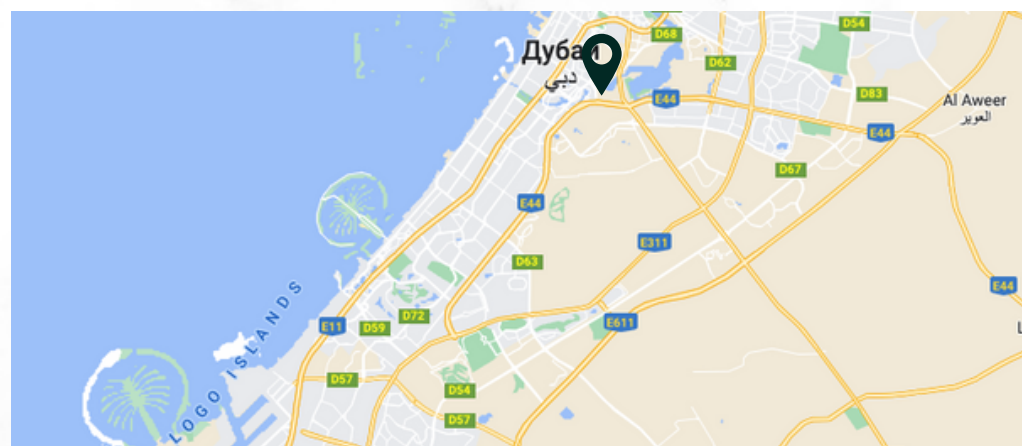 D54
D68
Дубай
دبي
D62
E44
D83
Al Aweer
العوير
E44
D67
E44
E311
D63
E44
LOGO ISLANDS
D72
E611
E11
D59
D57
D54
D57